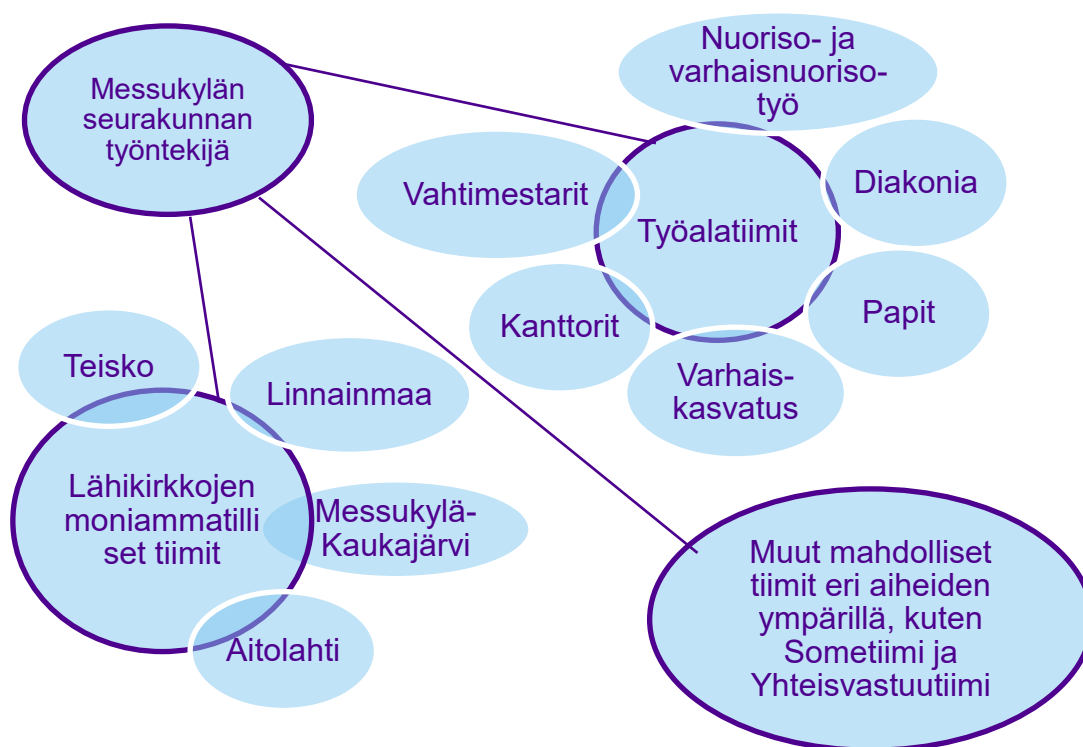 Messukylän
seurakunnan
työntekijä
Nuoriso- ja
varhaisnuoriso-
työ
Vahtimestarit
Työalatiimit
Diakonia
Kanttorit
Papit
Varhais-
kasvatus
Teisko
Linnainmaa
Lähikirkkojen
moniammatilli
set tiimit
Messukylä-
Kaukajärvi
Aitolahti
Muut mahdolliset
tiimit eri aiheiden
ympärillä, kuten
Sometiimi ja
Yhteisvastuutiimi